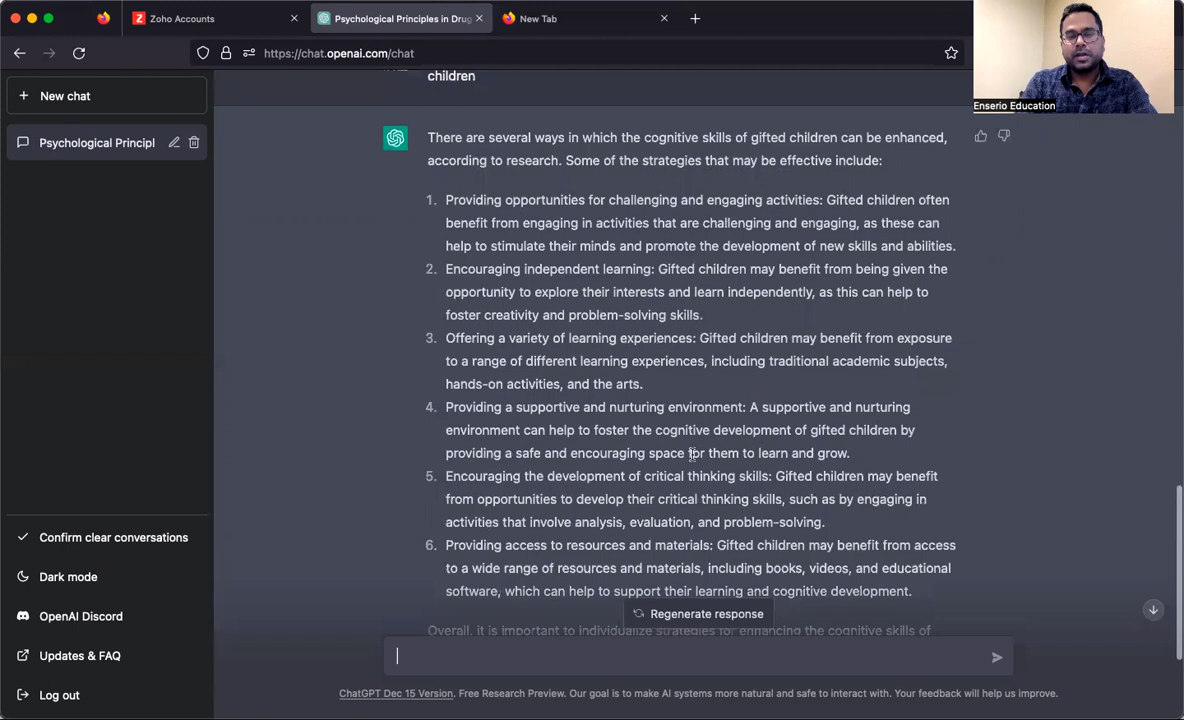 Zoho Accounts
Psychological Principles in Drug
New Tab
https://chat.openai.com/chat
Enserio Education
New chat
Psychological Principl
children
There are several ways in which the cognitive skills of gifted children can be enhanced,
according to research. Some of the strategies that may be effective include:
1. Providing opportunities for challenging and engaging activities: Gifted children often
benefit from engaging in activities that are challenging and engaging, as these can
help to stimulate their minds and promote the development of new skills and abilities.
2. Encouraging independent learning: Gifted children may benefit from being given the
opportunity to explore their interests and learn independently, as this can help to
foster creativity and problem-solving skills.
3. Offering a variety of learning experiences: Gifted children may benefit from exposure
to a range of different learning experiences, including traditional academic subjects,
hands-on activities, and the arts.
4. Providing a supportive and nurturing environment: A supportive and nurturing
environment can help to foster the cognitive development of gifted children by
providing a safe and encouraging space for them to learn and grow.
5. Encouraging the development of critical thinking skills: Gifted children may benefit
from opportunities to develop their critical thinking skills, such as by engaging in
activities that involve analysis, evaluation, and problem-solving.
6. Providing access to resources and materials: Gifted children may benefit from access
to a wide range of resources and materials, including books, videos, and educational
software, which can help to support their learning and cognitive development.
Regenerate response
Overall, it is important to individualize strategies for enhancing the cognitive skills of
Confirm clear conversations
Dark mode
OpenAI Discord
Updates & FAQ
Log out
ChatGPT Dec 15 Version. Free Research Preview. Our goal is to make AI systems more natural and safe to interact with. Your feedback will help us improve.